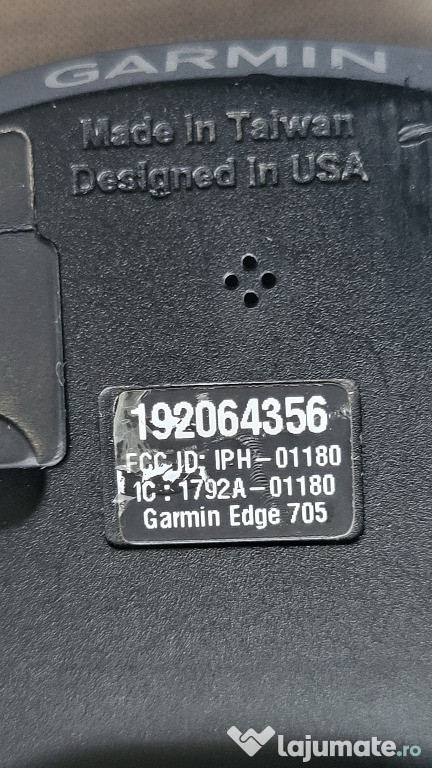 GARMIN
Made in Taiwan
Designed in USA
192064356
FCC ID: IPH-01180
IC : 1792A-01180
Garmin Edge 705
lajumate.ro